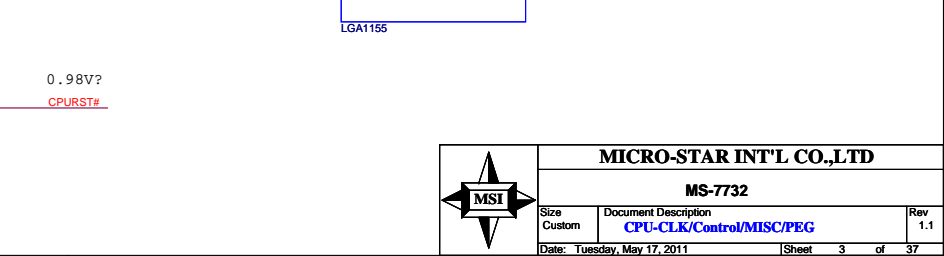 LGA1155
0.98V?
CPURST#
MICRO-STAR INT'L CO.,LTD
MSI
MS-7732
Size
Custom
Document Description
CPU-CLK/Control/MISC/PEG
Rev
1.1
Date: Tuesday, May 17, 2011
Sheet 3 of 37